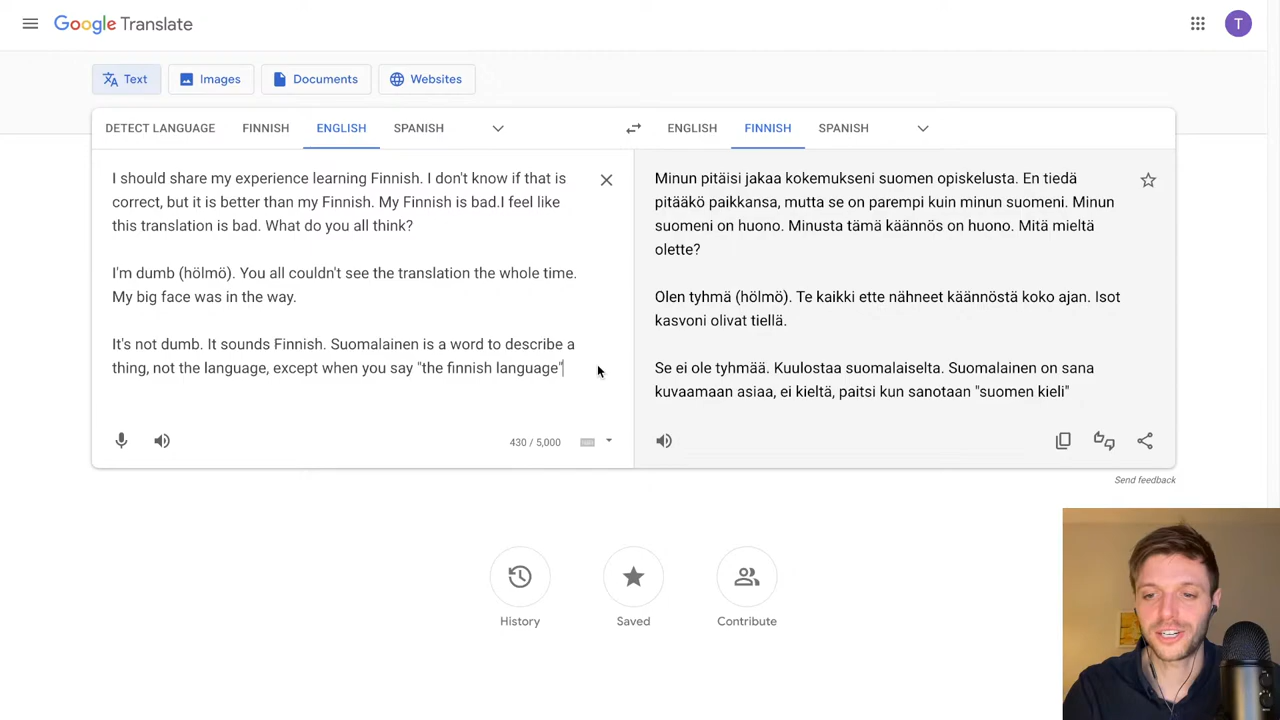 Google Translate
T
Text
Images
Documents
Websites
DETECT LANGUAGE
FINNISH
ENGLISH
SPANISH
ENGLISH
FINNISH
SPANISH
I should share my experience learning Finnish. I don't know if that is
correct, but it is better than my Finnish. My Finnish is bad.I feel like
this translation is bad. What do you all think?
I'm dumb (hölmö). You all couldn't see the translation the whole time.
My big face was in the way.
It's not dumb. It sounds Finnish. Suomalainen is a word to describe a
thing, not the language, except when you say "the finnish language"
430 / 5,000
Minun pitäisi jakaa kokemukseni suomen opiskelusta. En tiedä
pitääkö paikkansa, mutta se on parempi kuin minun suomeni. Minun
suomeni on huono. Minusta tämä käännös on huono. Mitä mieltä
olette?
Olen tyhmä (hölmö). Te kaikki ette nähneet käännöstä koko ajan. Isot
kasvoni olivat tiellä.
Se ei ole tyhmää. Kuulostaa suomalaiselta. Suomalainen on sana
kuvaamaan asiaa, ei kieltä, paitsi kun sanotaan "suomen kieli"
Send feedback
History
Saved
Contribute